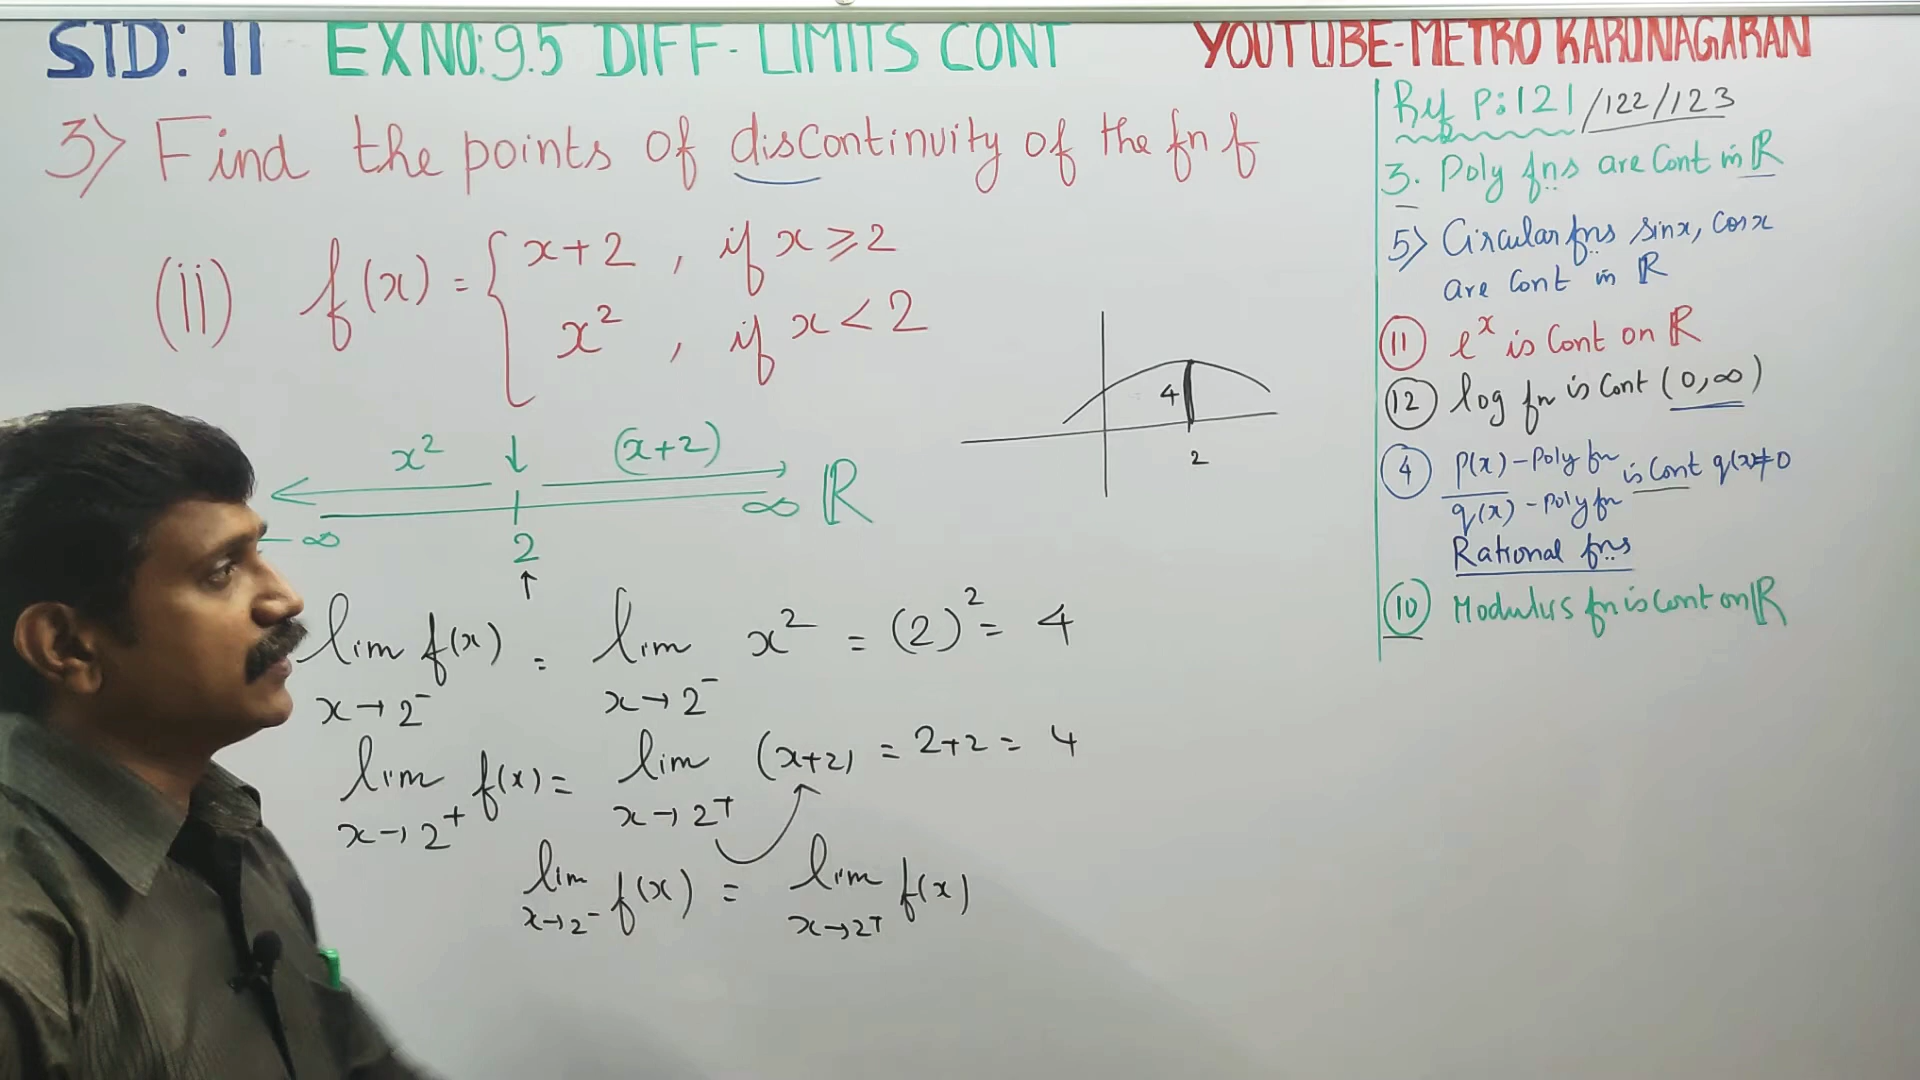 STD: 11 EXNO:9.5 DIFF-LIMITS CONT YOUTUBE-METRO KARUNAGARAN
3) Find the points of discontinuity of the fn f
(ii) f(x) = { x+2 , if x ⩾ 2
x² , if x < 2
x² ↓ (x+2)
-∞ 2 ∞ ℝ
↑
4
2
lim f(x) = lim x² = (2)² = 4
x→2⁻ x→2⁻
lim f(x) = lim (x+2) = 2+2 = 4
x→2⁺ x→2⁺
lim f(x) = lim f(x)
x→2⁻ x→2⁺
Ref P:121/122/123
3. Poly fns are Cont in ℝ
5) Circular fns sinx, cosx
are Cont in ℝ
(11) eˣ is Cont on ℝ
(12) log fn is Cont (0,∞)
(4) P(x) - Poly fn is Cont q(x)≠0
q(x) - Poly fn
Rational fns
(10) Modulus fn is Cont on ℝ